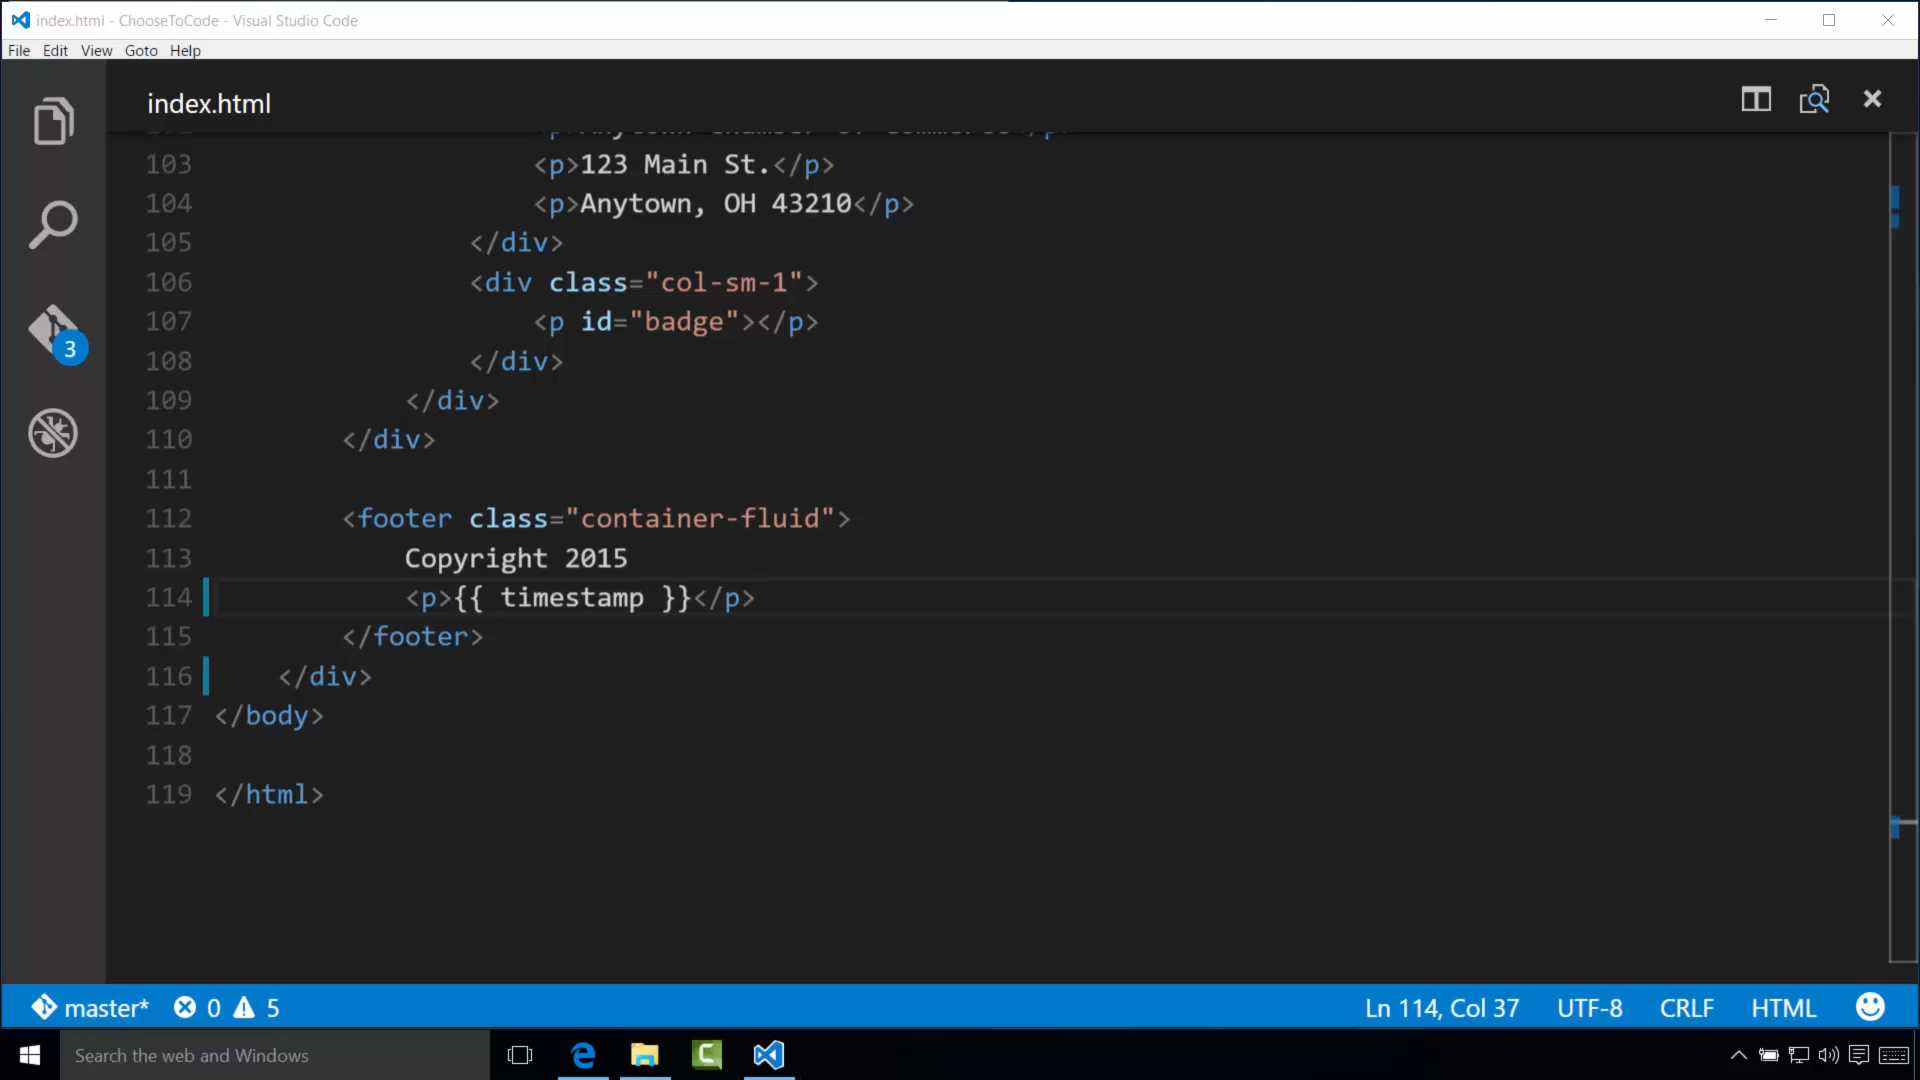 index.html - ChooseToCode - Visual Studio Code
File Edit View Goto Help
index.html
103 <p>123 Main St.</p>
104 <p>Anytown, OH 43210</p>
105 </div>
106 <div class="col-sm-1">
107 <p id="badge"></p>
108 </div>
109 </div>
110 </div>
111
112 <footer class="container-fluid">
113 Copyright 2015
114 <p>{{ timestamp }}</p>
115 </footer>
116 </div>
117 </body>
118
119 </html>
3
master* 0 5 Ln 114, Col 37 UTF-8 CRLF HTML
Search the web and Windows